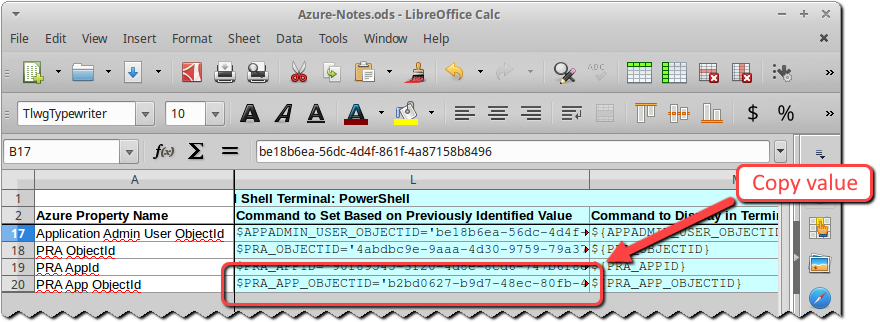 Azure-Notes.ods - LibreOffice Calc
File Edit View Insert Format Sheet Data Tools Window Help
TlwgTypewriter 10 A A A A $ %
B17 f(x) Σ = be18b6ea-56dc-4d4f-861f-4a87158b8496
Copy value
A L M
1 l Shell Terminal: PowerShell
2 Azure Property Name Command to Set Based on Previously Identified Value Command to Display in Termin
17 Application Admin User ObjectId $APPADMIN_USER_OBJECTID='be18b6ea-56dc-4d4f- ${APPADMIN_USER_OBJECTID
18 PRA ObjectId $PRA_OBJECTID='4abdbc9e-9aaa-4d30-9759-79a37 _OBJECTID}
19 PRA AppId ${PRA_APPID}
20 PRA App ObjectId $PRA_APP_OBJECTID='b2bd0627-b9d7-48ec-80fb-4 ${PRA_APP_OBJECTID}